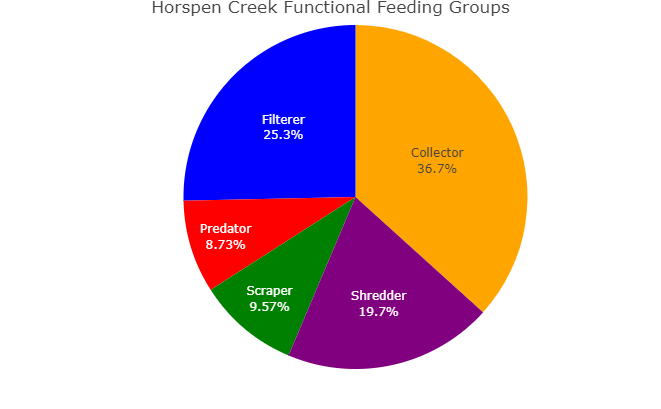 Horspen Creek Functional Feeding Groups
Filterer
25.3%
Collector
36.7%
Predator
8.73%
Scraper
9.57%
Shredder
19.7%